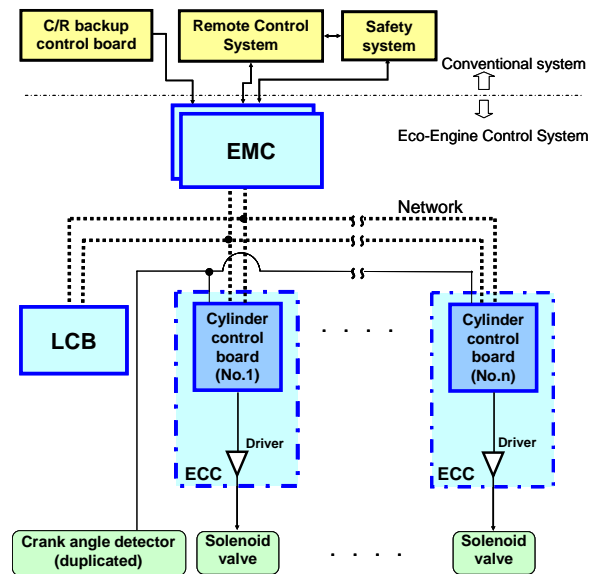 C/R backup
control board
Remote Control
System
Safety
system
Conventional system
Eco-Engine Control System
EMC
Network
LCB
Cylinder
control
board
(No.1)
. . . .
Cylinder
control
board
(No.n)
Driver
ECC
Driver
ECC
Crank angle detector
(duplicated)
Solenoid
valve
. . . .
Solenoid
valve